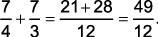 7/4 + 7/3 = (21 + 28)/12 = 49/12.